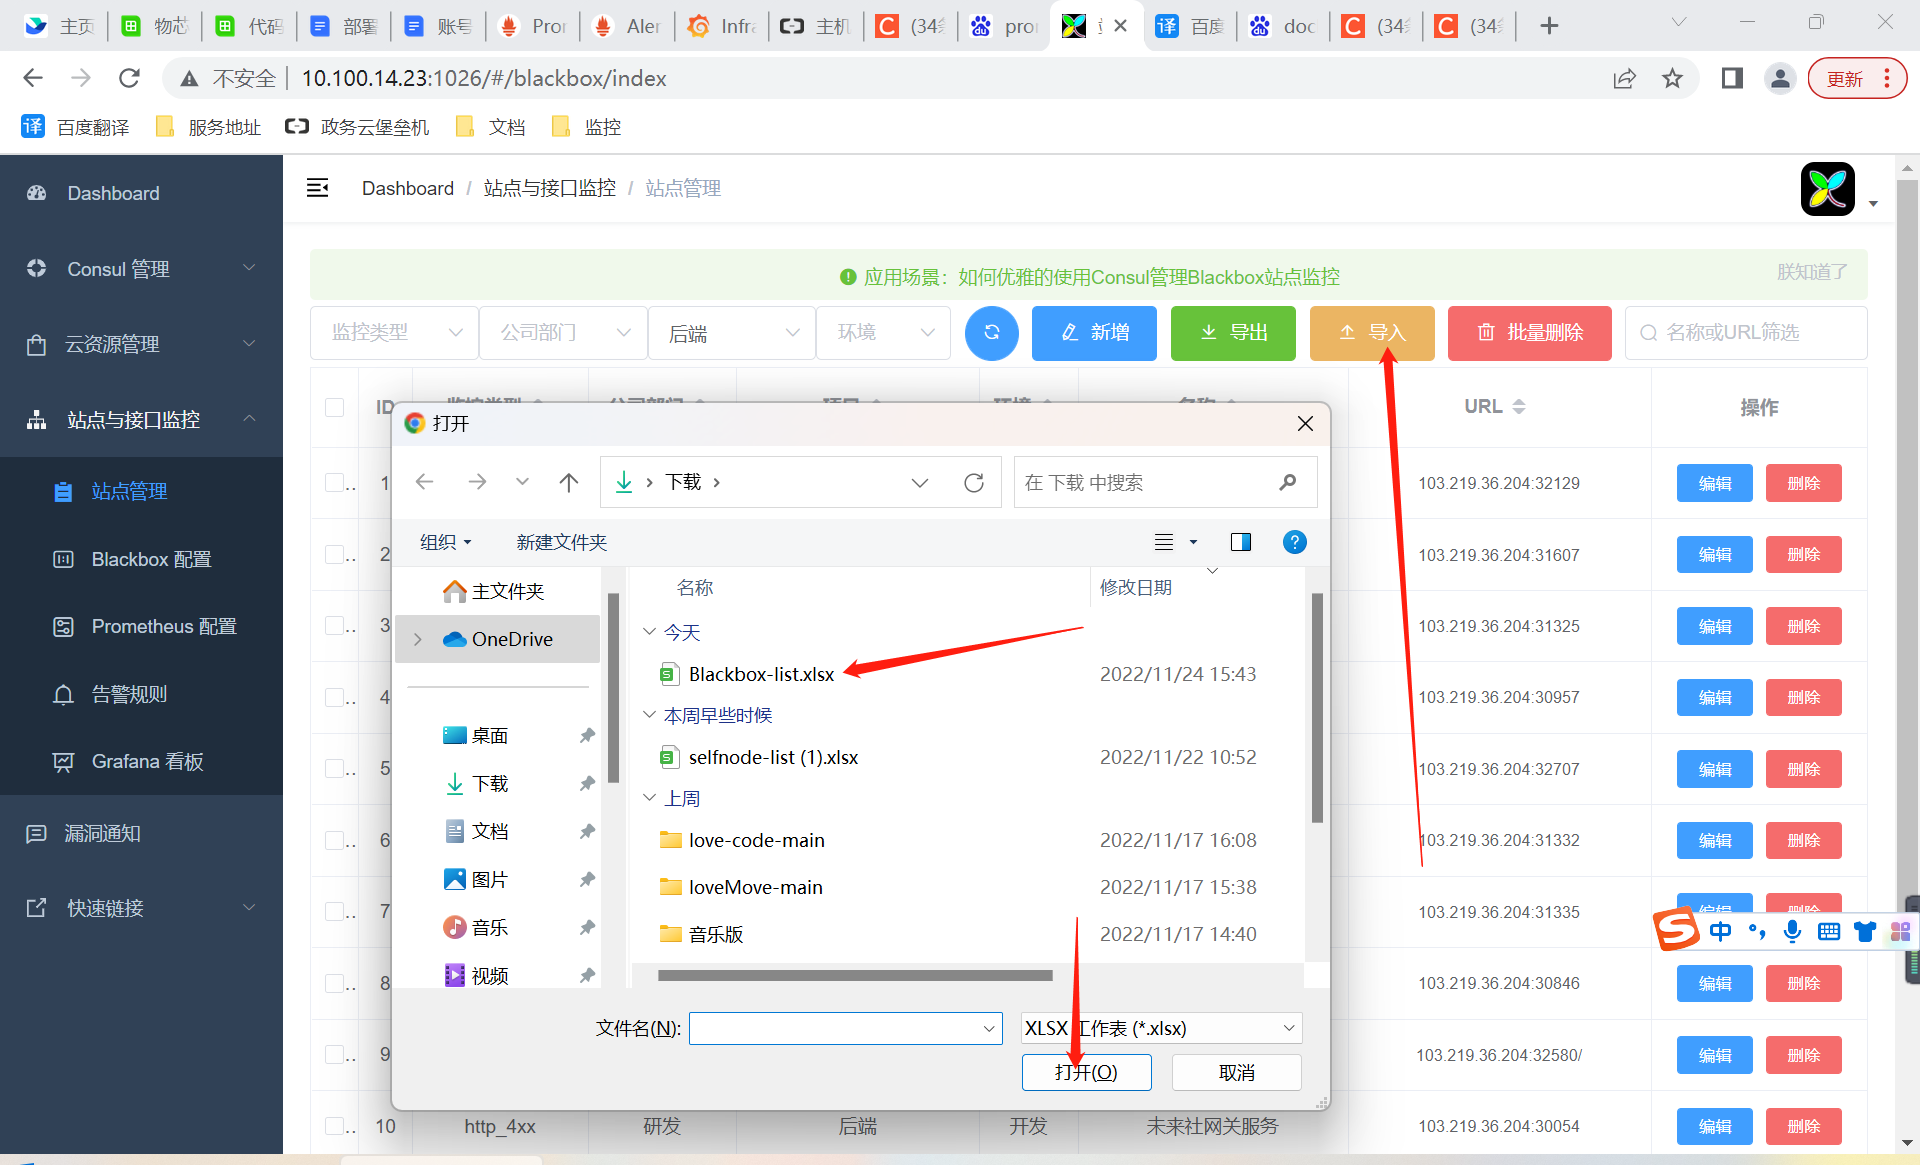 主页 物芯 代码 部署 账号 Pror Aler Infra 主机 (34条 pro 百度 doc (34条 (34条
不安全 10.100.14.23:1026/#/blackbox/index 更新
百度翻译 服务地址 政务云堡垒机 文档 监控
Dashboard
Consul 管理
云资源管理
站点与接口监控
站点管理
Blackbox 配置
Prometheus 配置
告警规则
Grafana 看板
漏洞通知
快速链接
Dashboard / 站点与接口监控 / 站点管理
应用场景：如何优雅的使用Consul管理Blackbox站点监控 朕知道了
监控类型 公司部门 后端 环境 新增 导出 导入 批量删除 名称或URL筛选
ID 监控类型 公司部门 项目 环境 名称 URL 操作
1 103.219.36.204:32129 编辑 删除
2 103.219.36.204:31607 编辑 删除
3 103.219.36.204:31325 编辑 删除
4 103.219.36.204:30957 编辑 删除
5 103.219.36.204:32707 编辑 删除
6 103.219.36.204:31332 编辑 删除
7 103.219.36.204:31335 编辑 删除
8 103.219.36.204:30846 编辑 删除
9 103.219.36.204:32580/ 编辑 删除
10 http_4xx 研发 后端 开发 未来社网关服务 103.219.36.204:30054 编辑 删除
打开
下载 在 下载 中搜索
组织 新建文件夹
主文件夹
OneDrive
桌面
下载
文档
图片
音乐
视频
名称 修改日期
今天
Blackbox-list.xlsx 2022/11/24 15:43
本周早些时候
selfnode-list (1).xlsx 2022/11/22 10:52
上周
love-code-main 2022/11/17 16:08
loveMove-main 2022/11/17 15:38
音乐版 2022/11/17 14:40
文件名(N): XLSX 工作表 (*.xlsx)
打开(O) 取消
中